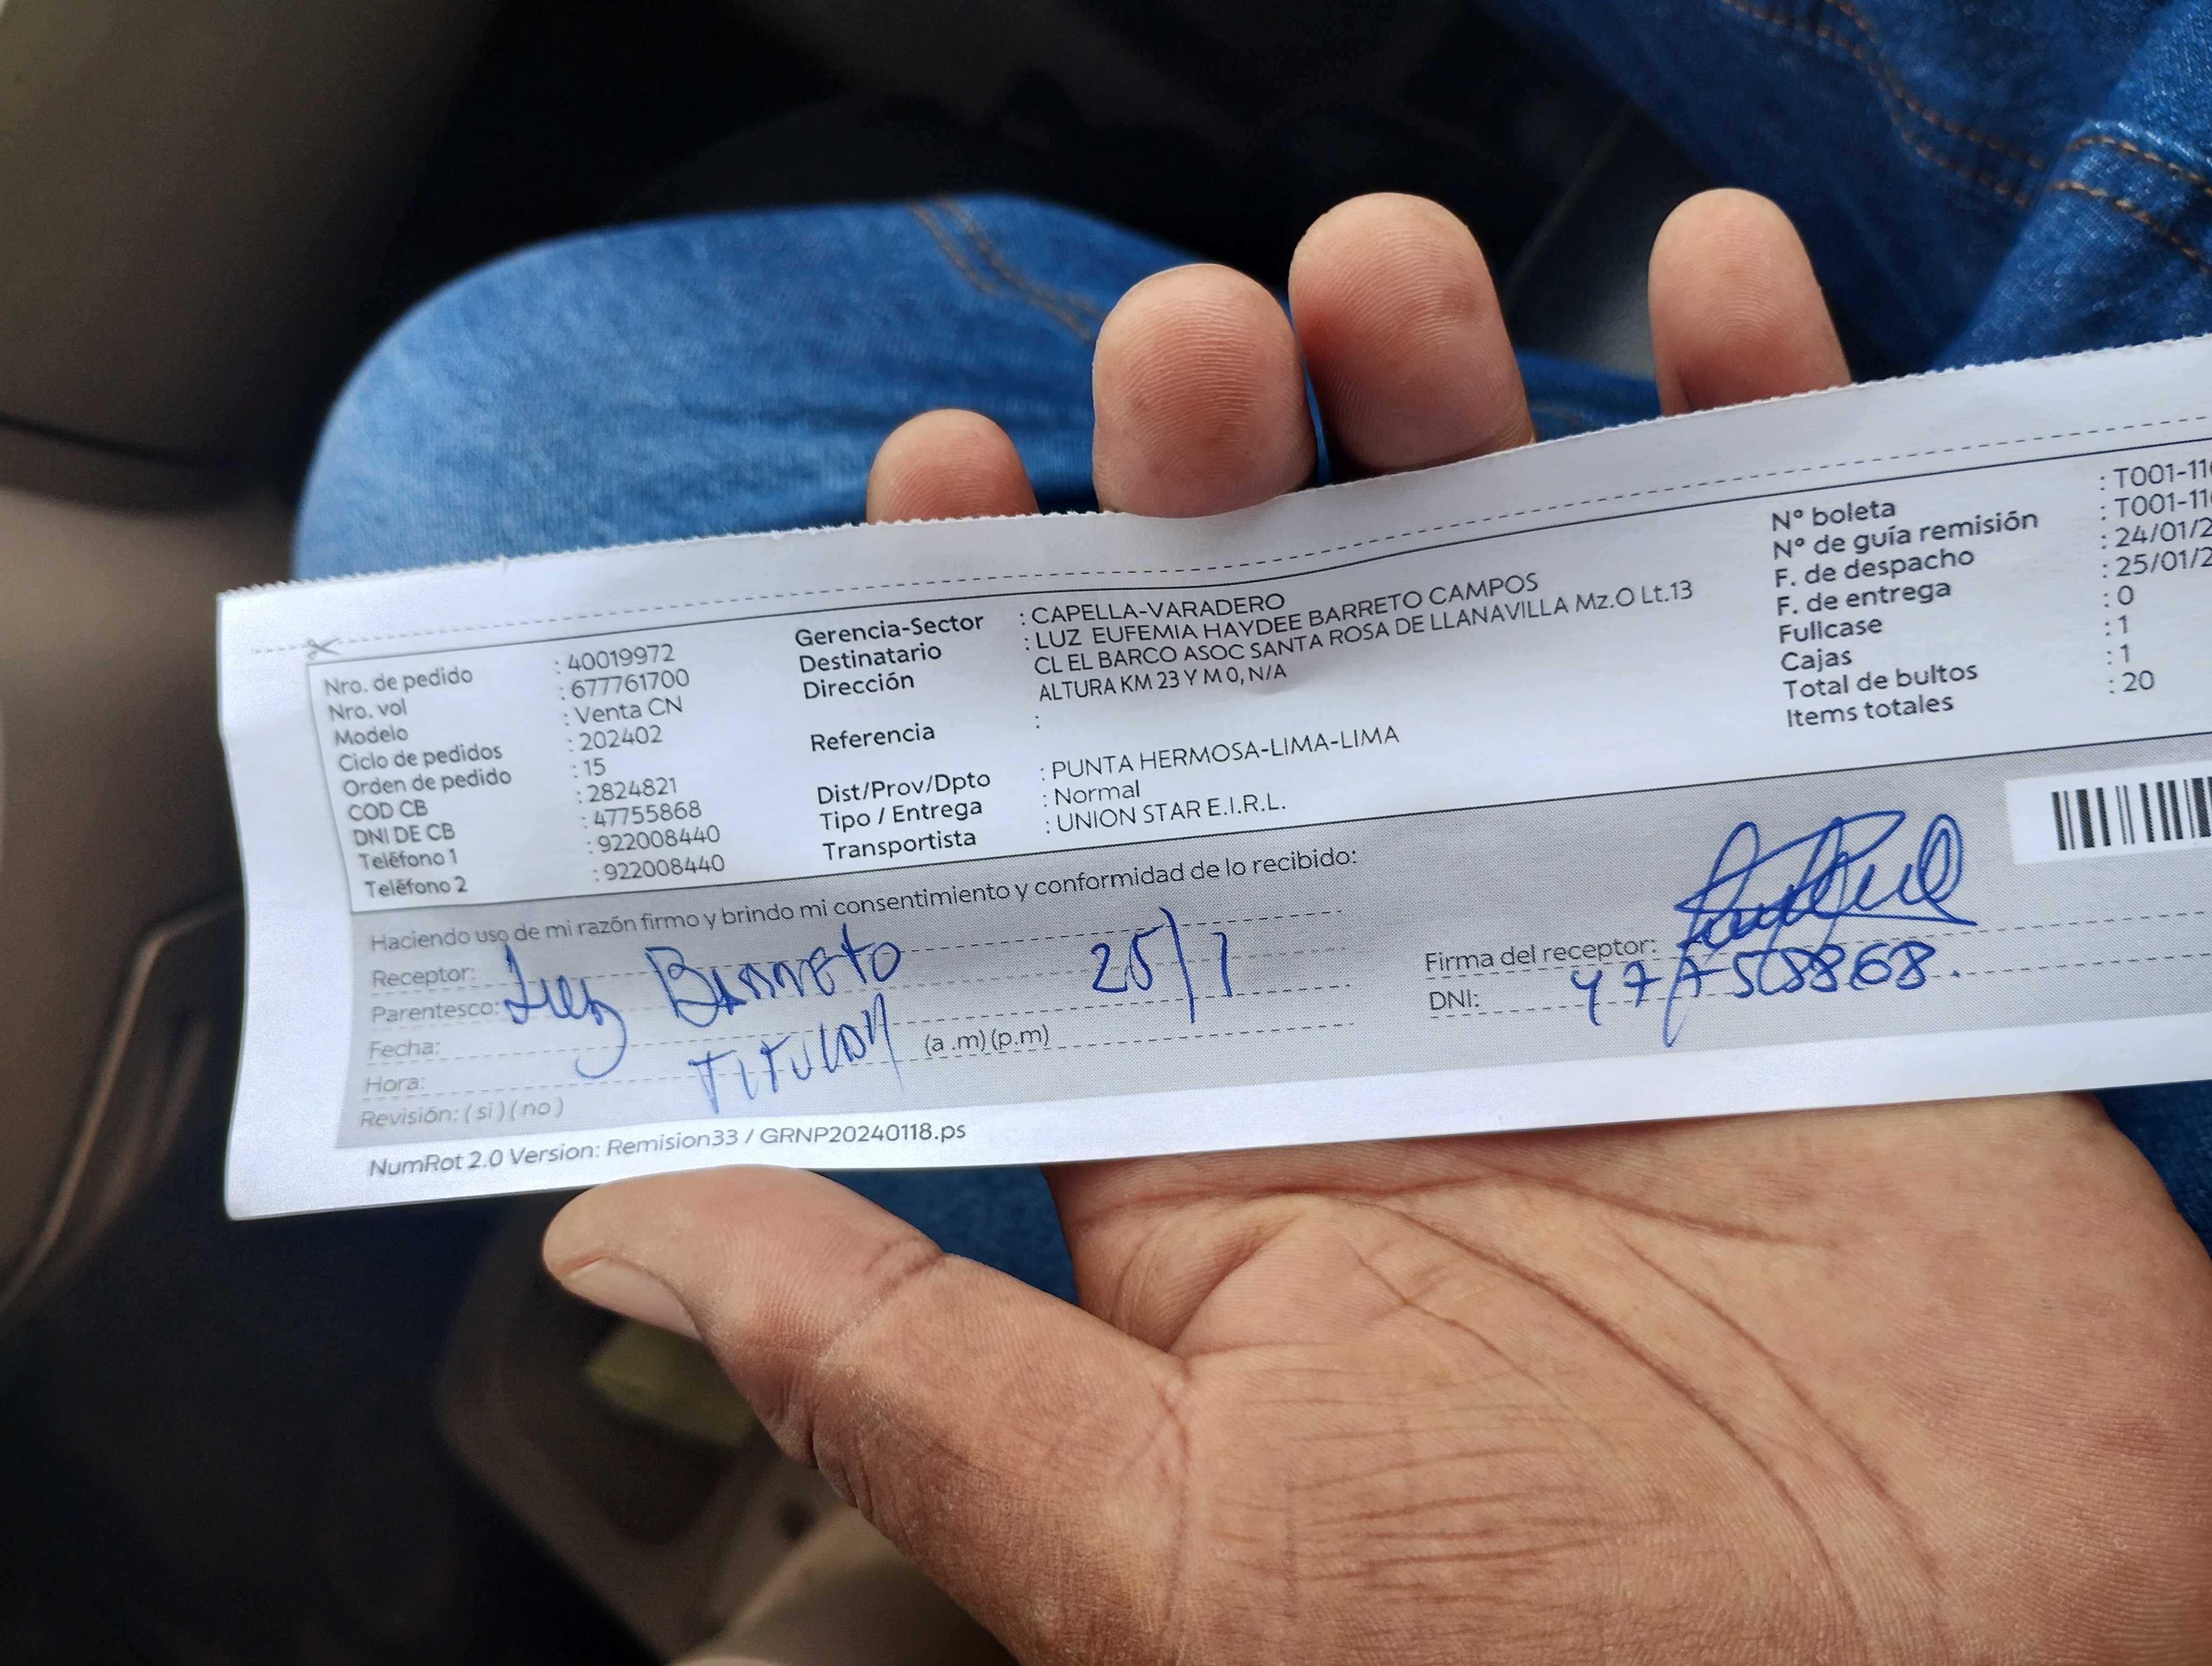 Nro. de pedido : 40019972
Nro. vol : 677761700
Modelo : Venta CN
Ciclo de pedidos : 202402
Orden de pedido : 15
COD CB : 2824821
DNI DE CB : 47755868
Teléfono 1 : 922008440
Teléfono 2 : 922008440
Gerencia-Sector : CAPELLA-VARADERO
Destinatario : LUZ EUFEMIA HAYDEE BARRETO CAMPOS
Dirección CL EL BARCO ASOC SANTA ROSA DE LLANAVILLA Mz.O Lt.13
ALTURA KM 23 Y M 0, N/A
Referencia :
Dist/Prov/Dpto : PUNTA HERMOSA-LIMA-LIMA
Tipo / Entrega : Normal
Transportista : UNION STAR E.I.R.L.
Nº boleta : T001-11
Nº de guía remisión : T001-11
F. de despacho : 24/01/2
F. de entrega : 25/01/2
Fullcase : 0
Cajas : 1
Total de bultos : 1
Items totales : 20
Haciendo uso de mi razón firmo y brindo mi consentimiento y conformidad de lo recibido:
Receptor: Luz Barreto 25/1
Parentesco: Titular
Fecha:
Hora: (a .m) (p.m)
Revisión: ( si ) ( no )
Firma del receptor:
DNI: 47758868.
NumRot 2.0 Version: Remision33 / GRNP20240118.ps